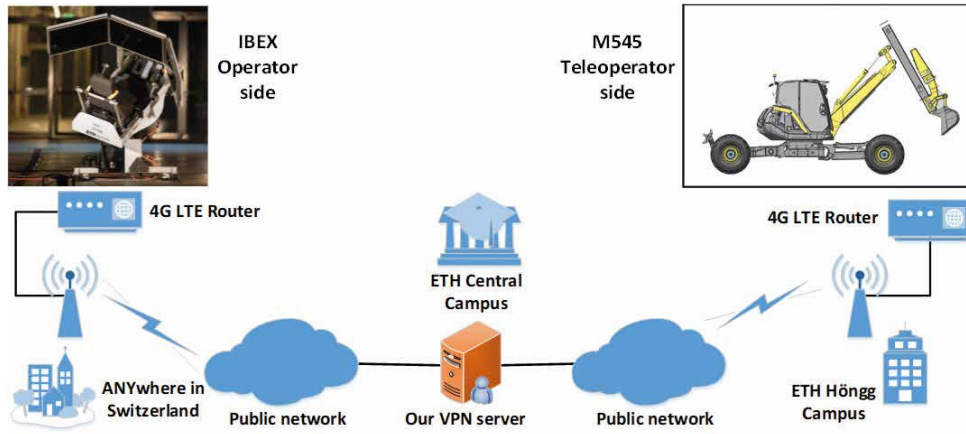 IBEX
Operator
side
M545
Teleoperator
side
4G LTE Router
4G LTE Router
ETH Central
Campus
ANYwhere in
Switzerland
Public network
Our VPN server
Public network
ETH Höngg
Campus